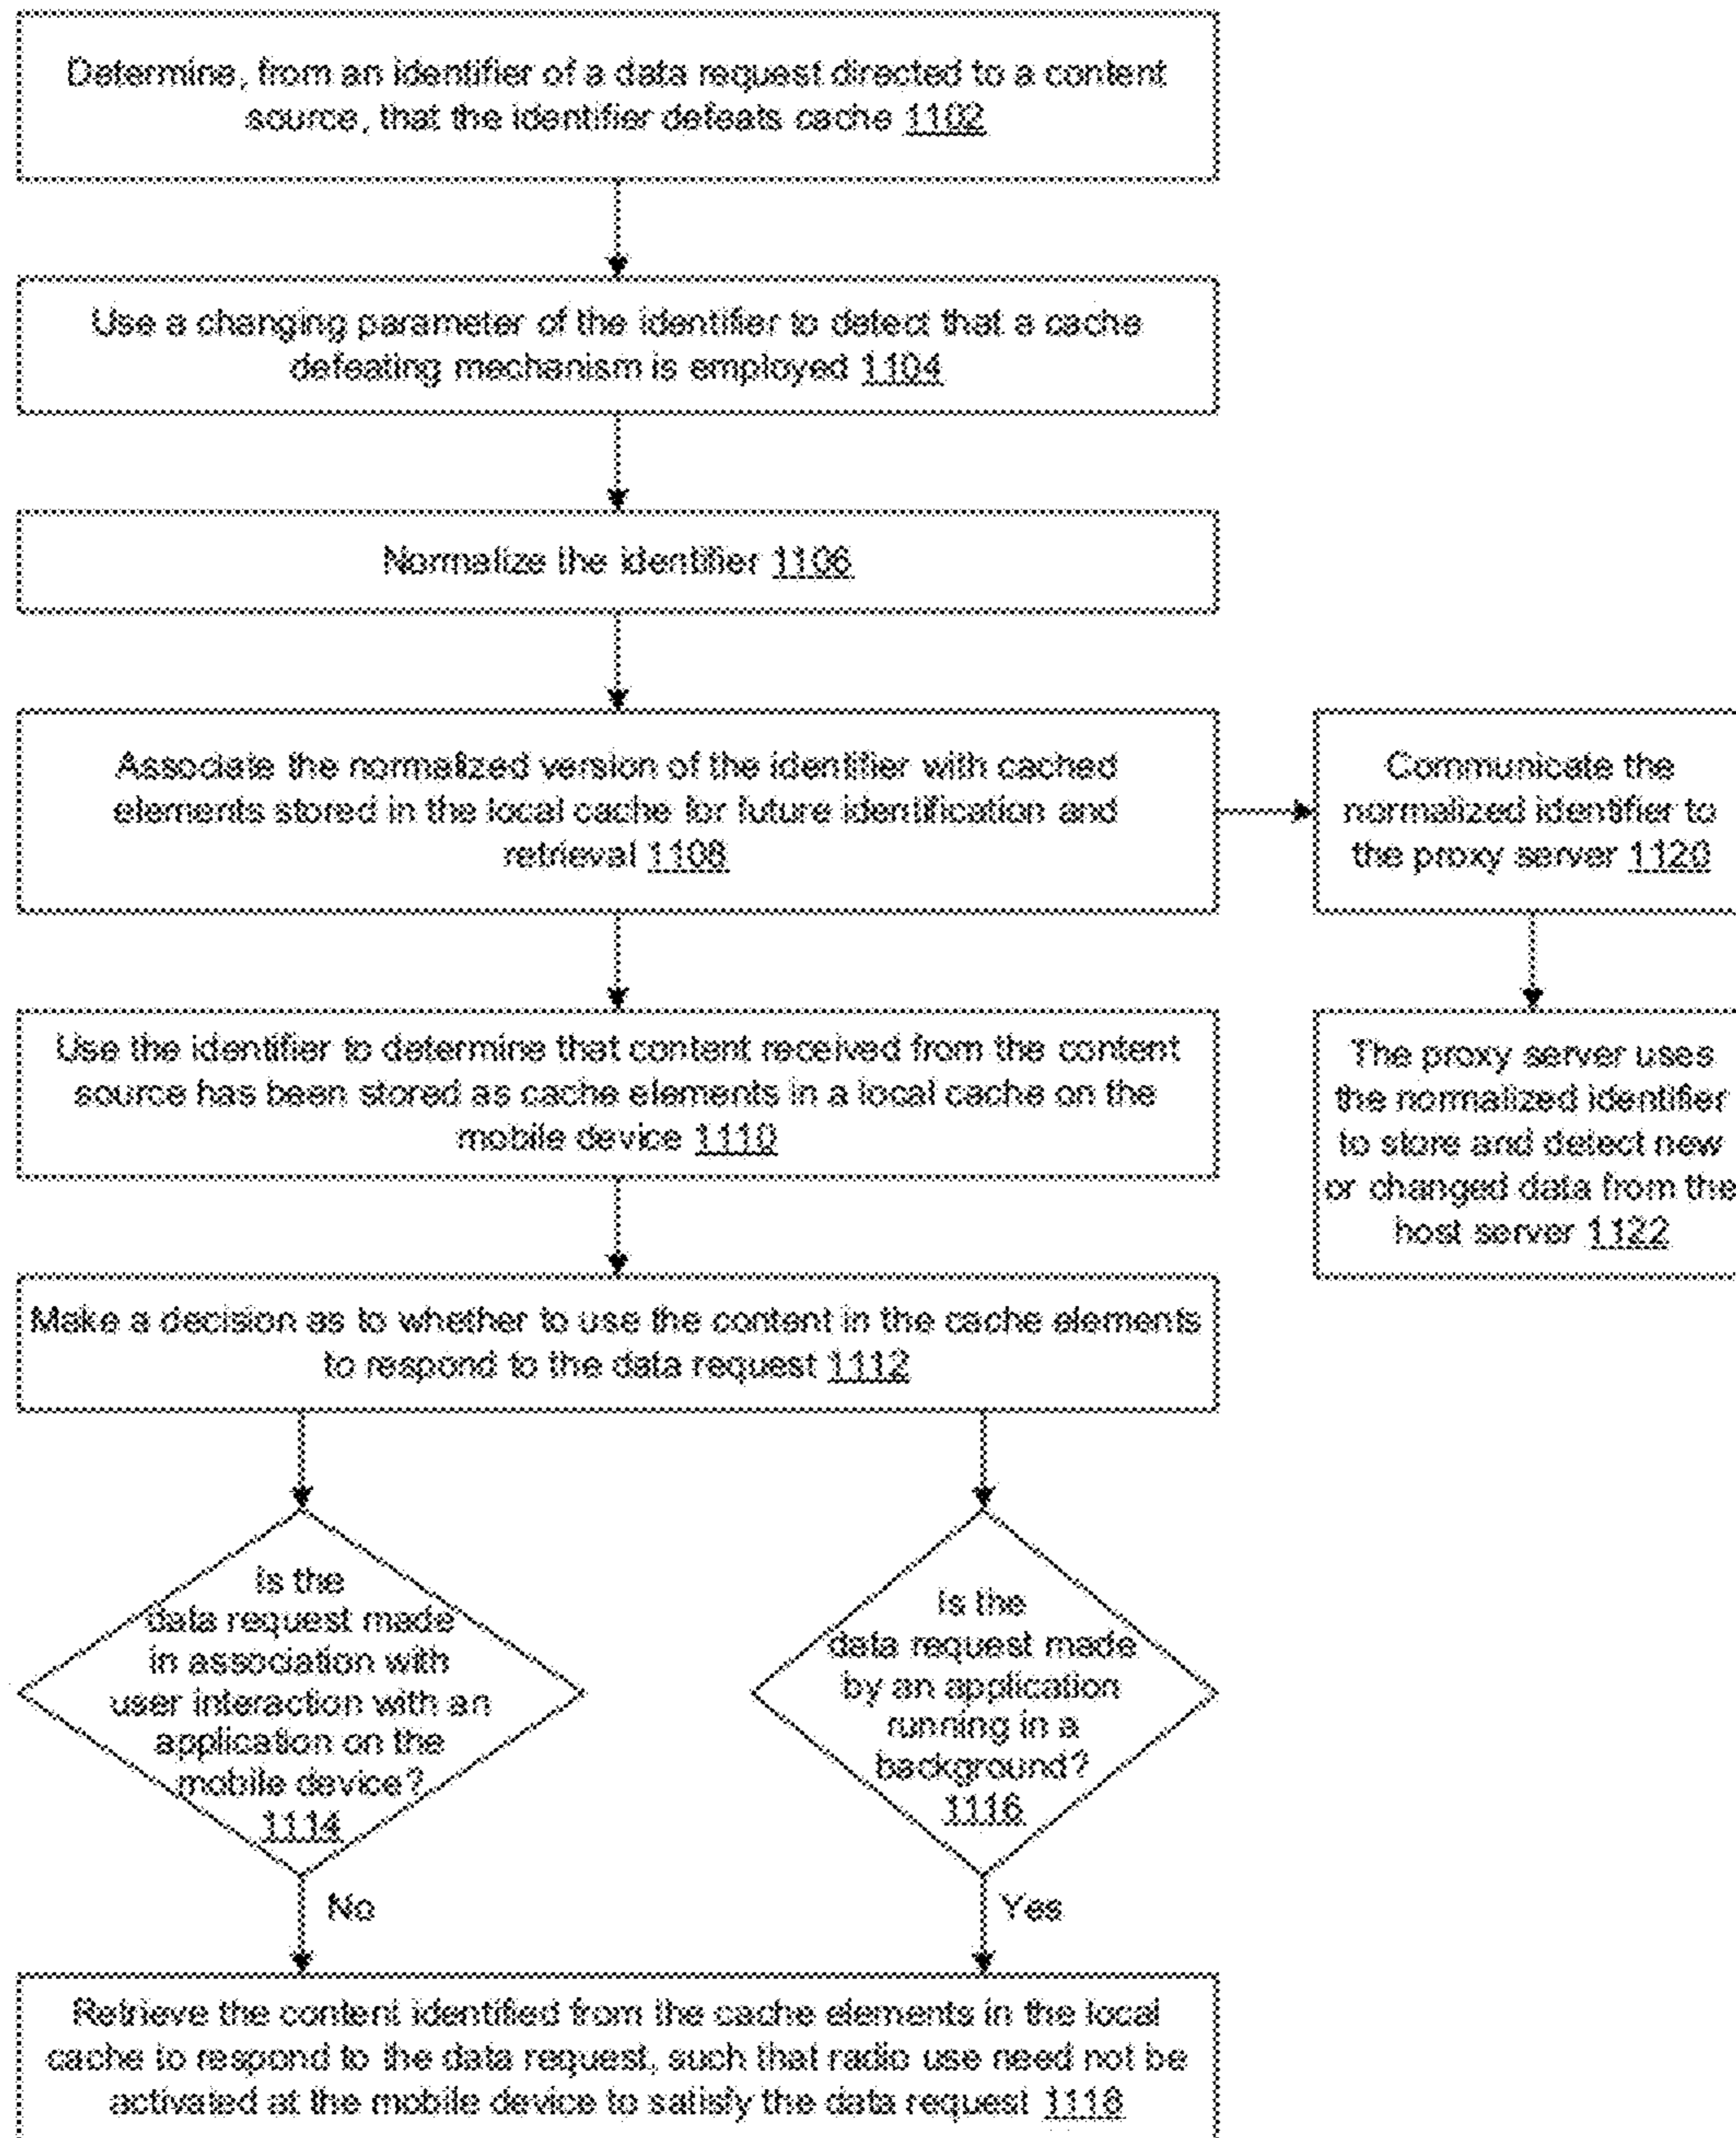 Determine, from an identifier of a data request directed to a content
source, that the identifier defeats cache 1102
Use a changing parameter of the identifier to detect that a cache
defeating mechanism is employed 1104
Normalize the identifier 1106
Associate the normalized version of the identifier with cached
elements stored in the local cache for future identification and
retrieval 1108
Communicate the
normalized identifier to
the proxy server 1120
Use the identifier to determine that content received from the content
source has been stored as cache elements in a local cache on the
mobile device 1110
The proxy server uses
the normalized identifier
to store and detect new
or changed data from the
host server 1122
Make a decision as to whether to use the content in the cache elements
to respond to the data request 1112
Is the
data request made
in association with
user interaction with an
application on the
mobile device?
1114
Is the
data request made
by an application
running in a
background?
1116
No
Yes
Retrieve the content identified from the cache elements in the local
cache to respond to the data request, such that radio use need not be
activated at the mobile device to satisfy the data request 1118